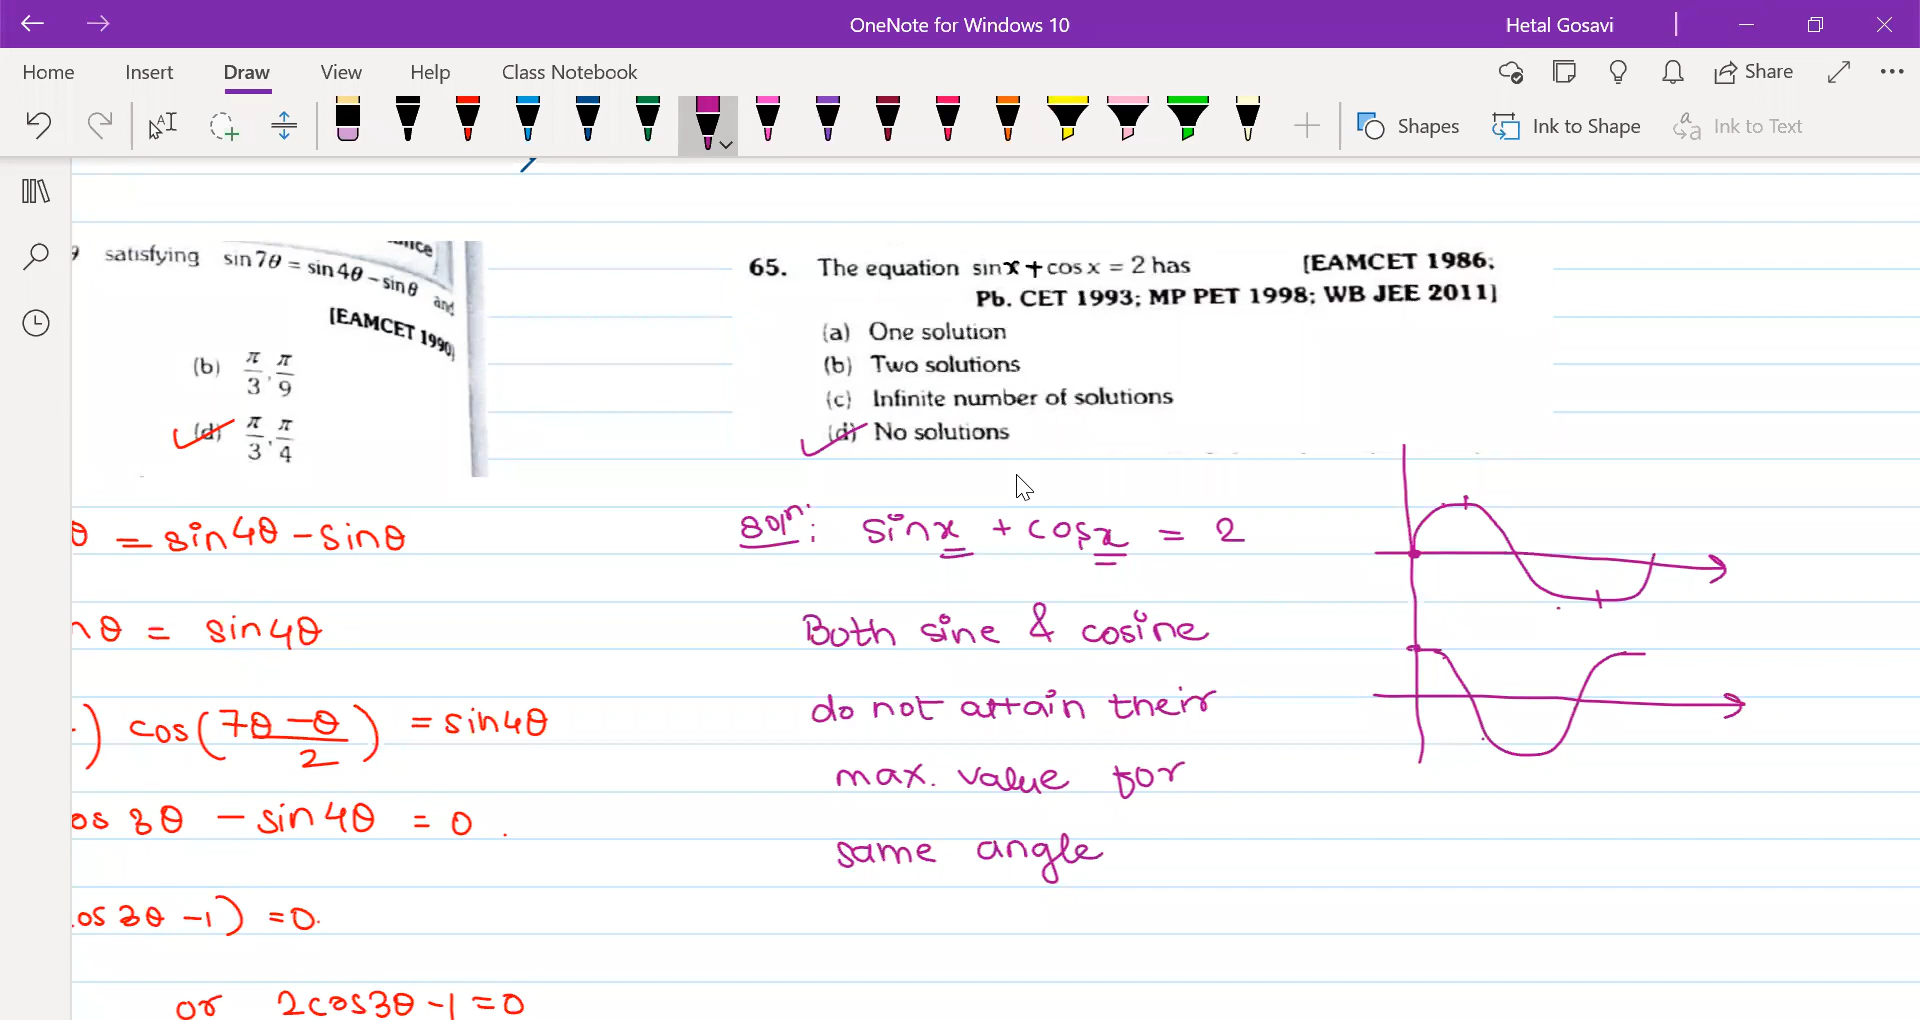 OneNote for Windows 10
Hetal Gosavi
Home Insert Draw View Help Class Notebook
Share
Shapes Ink to Shape Ink to Text
satisfying sin 7θ = sin 4θ − sin θ and
[EAMCET 1990]
(b) π/3, π/9
(d) π/3, π/4
θ = sin4θ − sinθ
θ = sin4θ
) cos(7θ − θ / 2) = sin4θ
os 3θ − sin4θ = 0 .
os 3θ − 1) = 0.
or 2cos3θ − 1 = 0
65. The equation sin x + cos x = 2 has [EAMCET 1986;
Pb. CET 1993; MP PET 1998; WB JEE 2011]
(a) One solution
(b) Two solutions
(c) Infinite number of solutions
(d) No solutions
Soln: sinx + cosx = 2
Both sine & cosine
do not attain their
max. value for
same angle